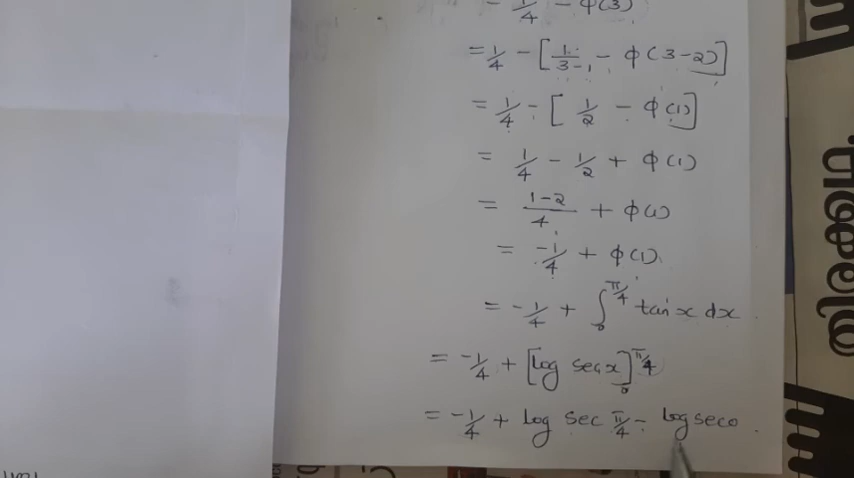 = 1/4 - φ(3)
= 1/4 - [1/(3-1) - φ(3-2)]
= 1/4 - [1/2 - φ(1)]
= 1/4 - 1/2 + φ(1)
= (1-2)/4 + φ(1)
= -1/4 + φ(1)
= -1/4 + ∫₀^(π/4) tan'x dx
= -1/4 + [log sec x]₀^(π/4)
= -1/4 + log sec π/4 - log sec 0